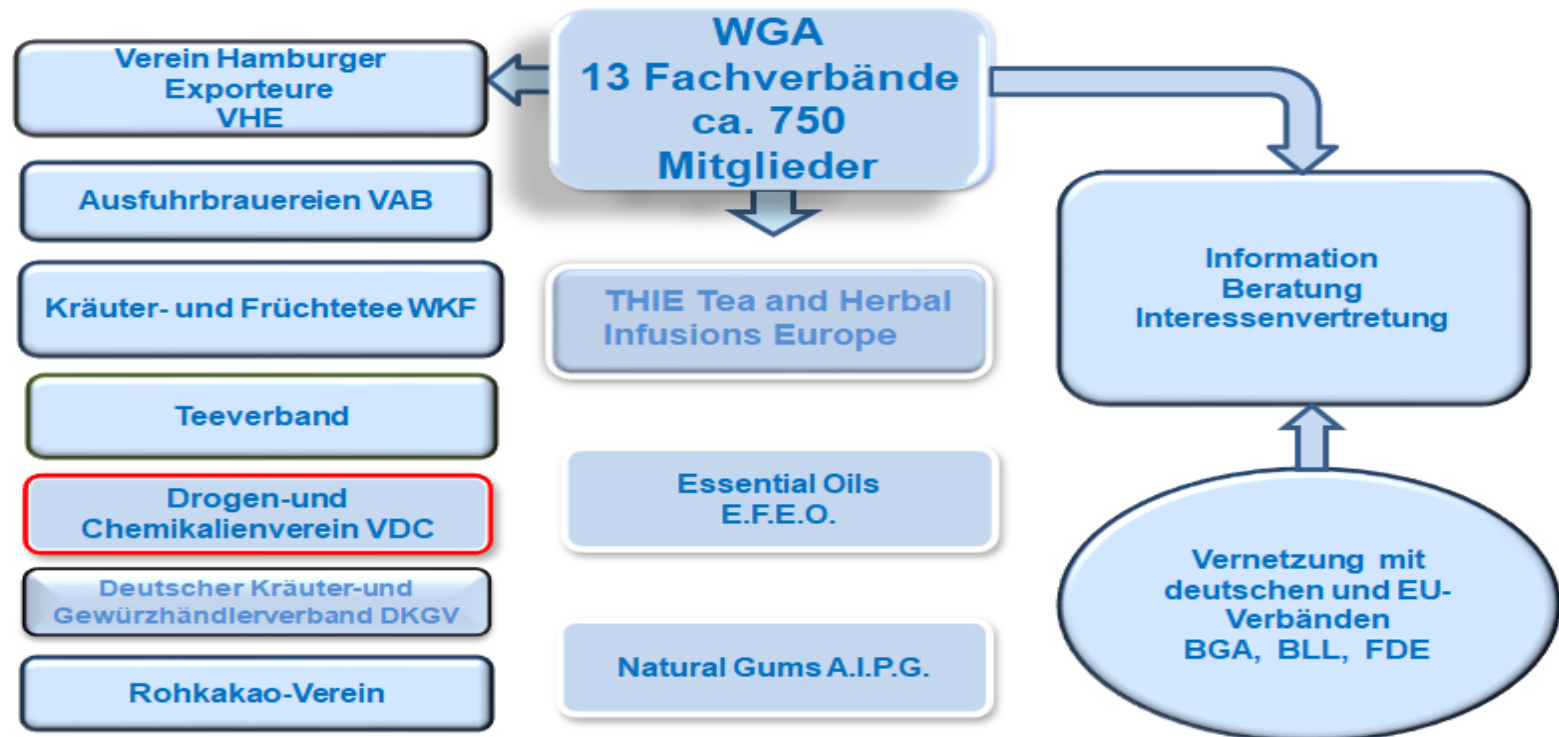 WGA
13 Fachverbände
ca. 750
Mitglieder
Verein Hamburger
Exporteure
VHE
Ausfuhrbrauereien VAB
Kräuter- und Früchtetee WKF
Teeverband
Drogen-und
Chemikalienverein VDC
Deutscher Kräuter-und
Gewürzhändlerverband DKGV
Rohkakao-Verein
THIE Tea and Herbal
Infusions Europe
Essential Oils
E.F.E.O.
Natural Gums A.I.P.G.
Information
Beratung
Interessenvertretung
Vernetzung mit
deutschen und EU-
Verbänden
BGA, BLL, FDE